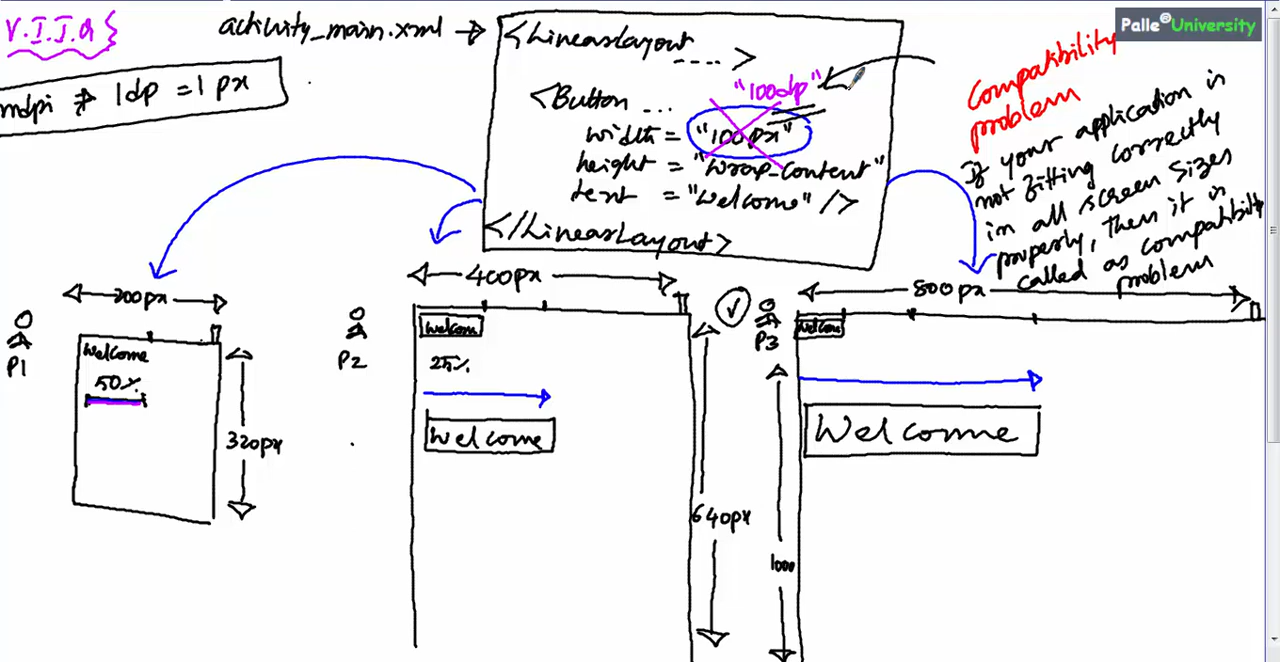 V.I.I.Q
activity_main.xml →
Palle® University
mdpi ⇒ 1dp = 1px
<LinearLayout
.... >
<Button ... "100dp"
width = "100px"
height = "Wrap_Content"
text = "Welcome" />
</LinearLayout>
Compatibility
problem
If your application is
not fitting correctly
in all screen sizes
properly, then it is
called as compatibility
problem
200px
400px
800px
P1
Welcome
50%
320px
P2
Welcome
25%
Welcome
640px
P3
Welcome
Welcome
1000